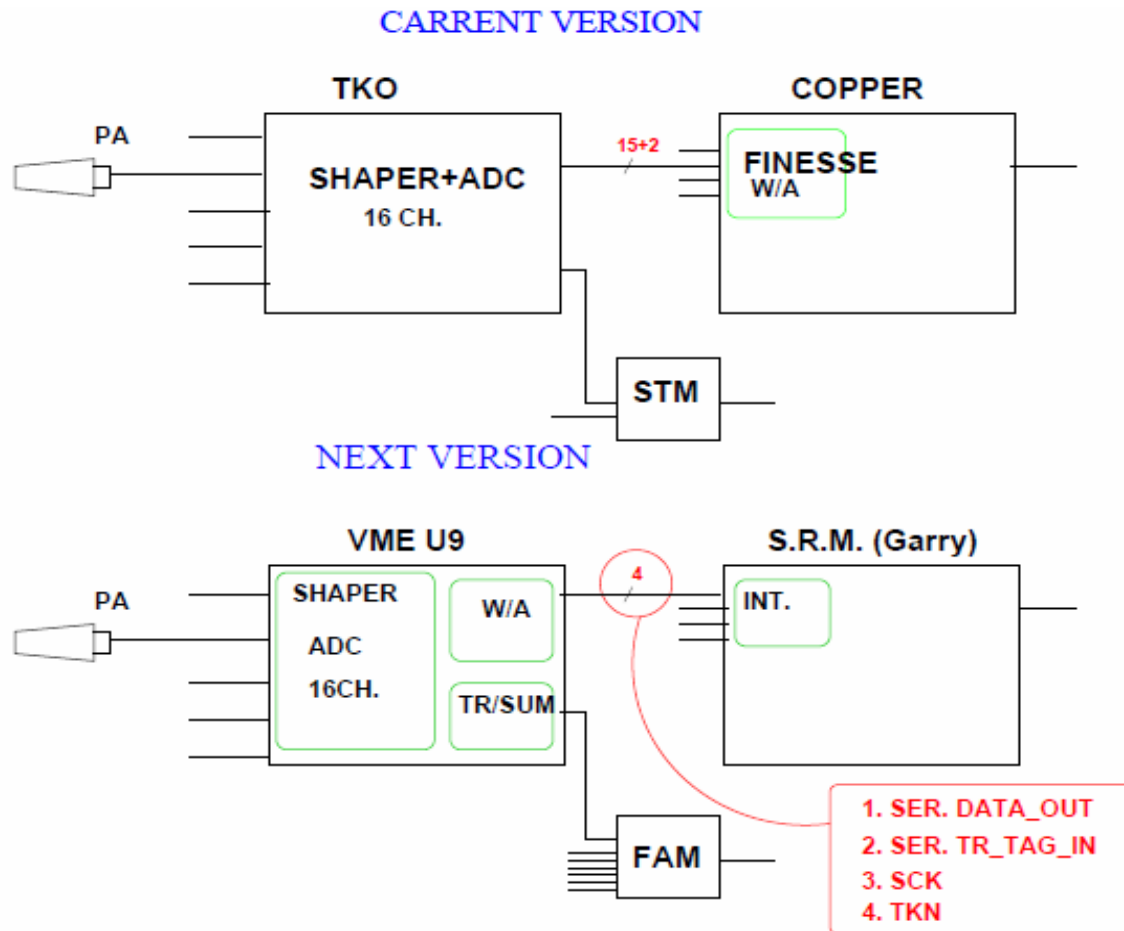 CARRENT VERSION
TKO
COPPER
PA
15+2
SHAPER+ADC
16 CH.
FINESSE
W/A
STM
NEXT VERSION
VME U9
S.R.M. (Garry)
PA
SHAPER
ADC
16CH.
W/A
TR/SUM
4
INT.
FAM
1. SER. DATA_OUT
2. SER. TR_TAG_IN
3. SCK
4. TKN